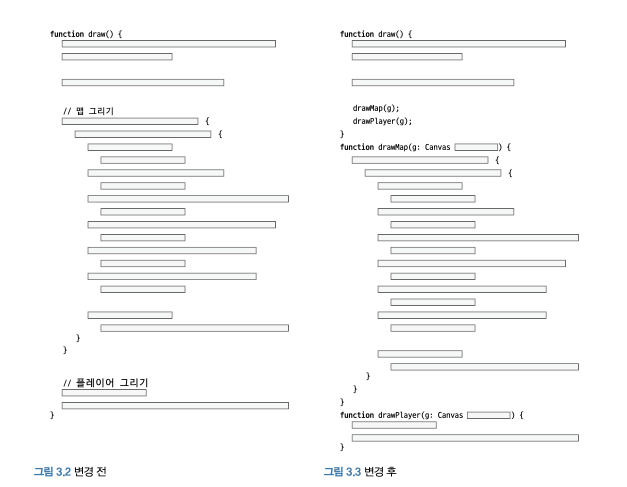 function draw() {
// 맵 그리기
{
{
}
}
// 플레이어 그리기
}
그림 3.2 변경 전
function draw() {
drawMap(g);
drawPlayer(g);
}
function drawMap(g: Canvas ) {
{
{
}
}
}
function drawPlayer(g: Canvas ) {
}
그림 3.3 변경 후